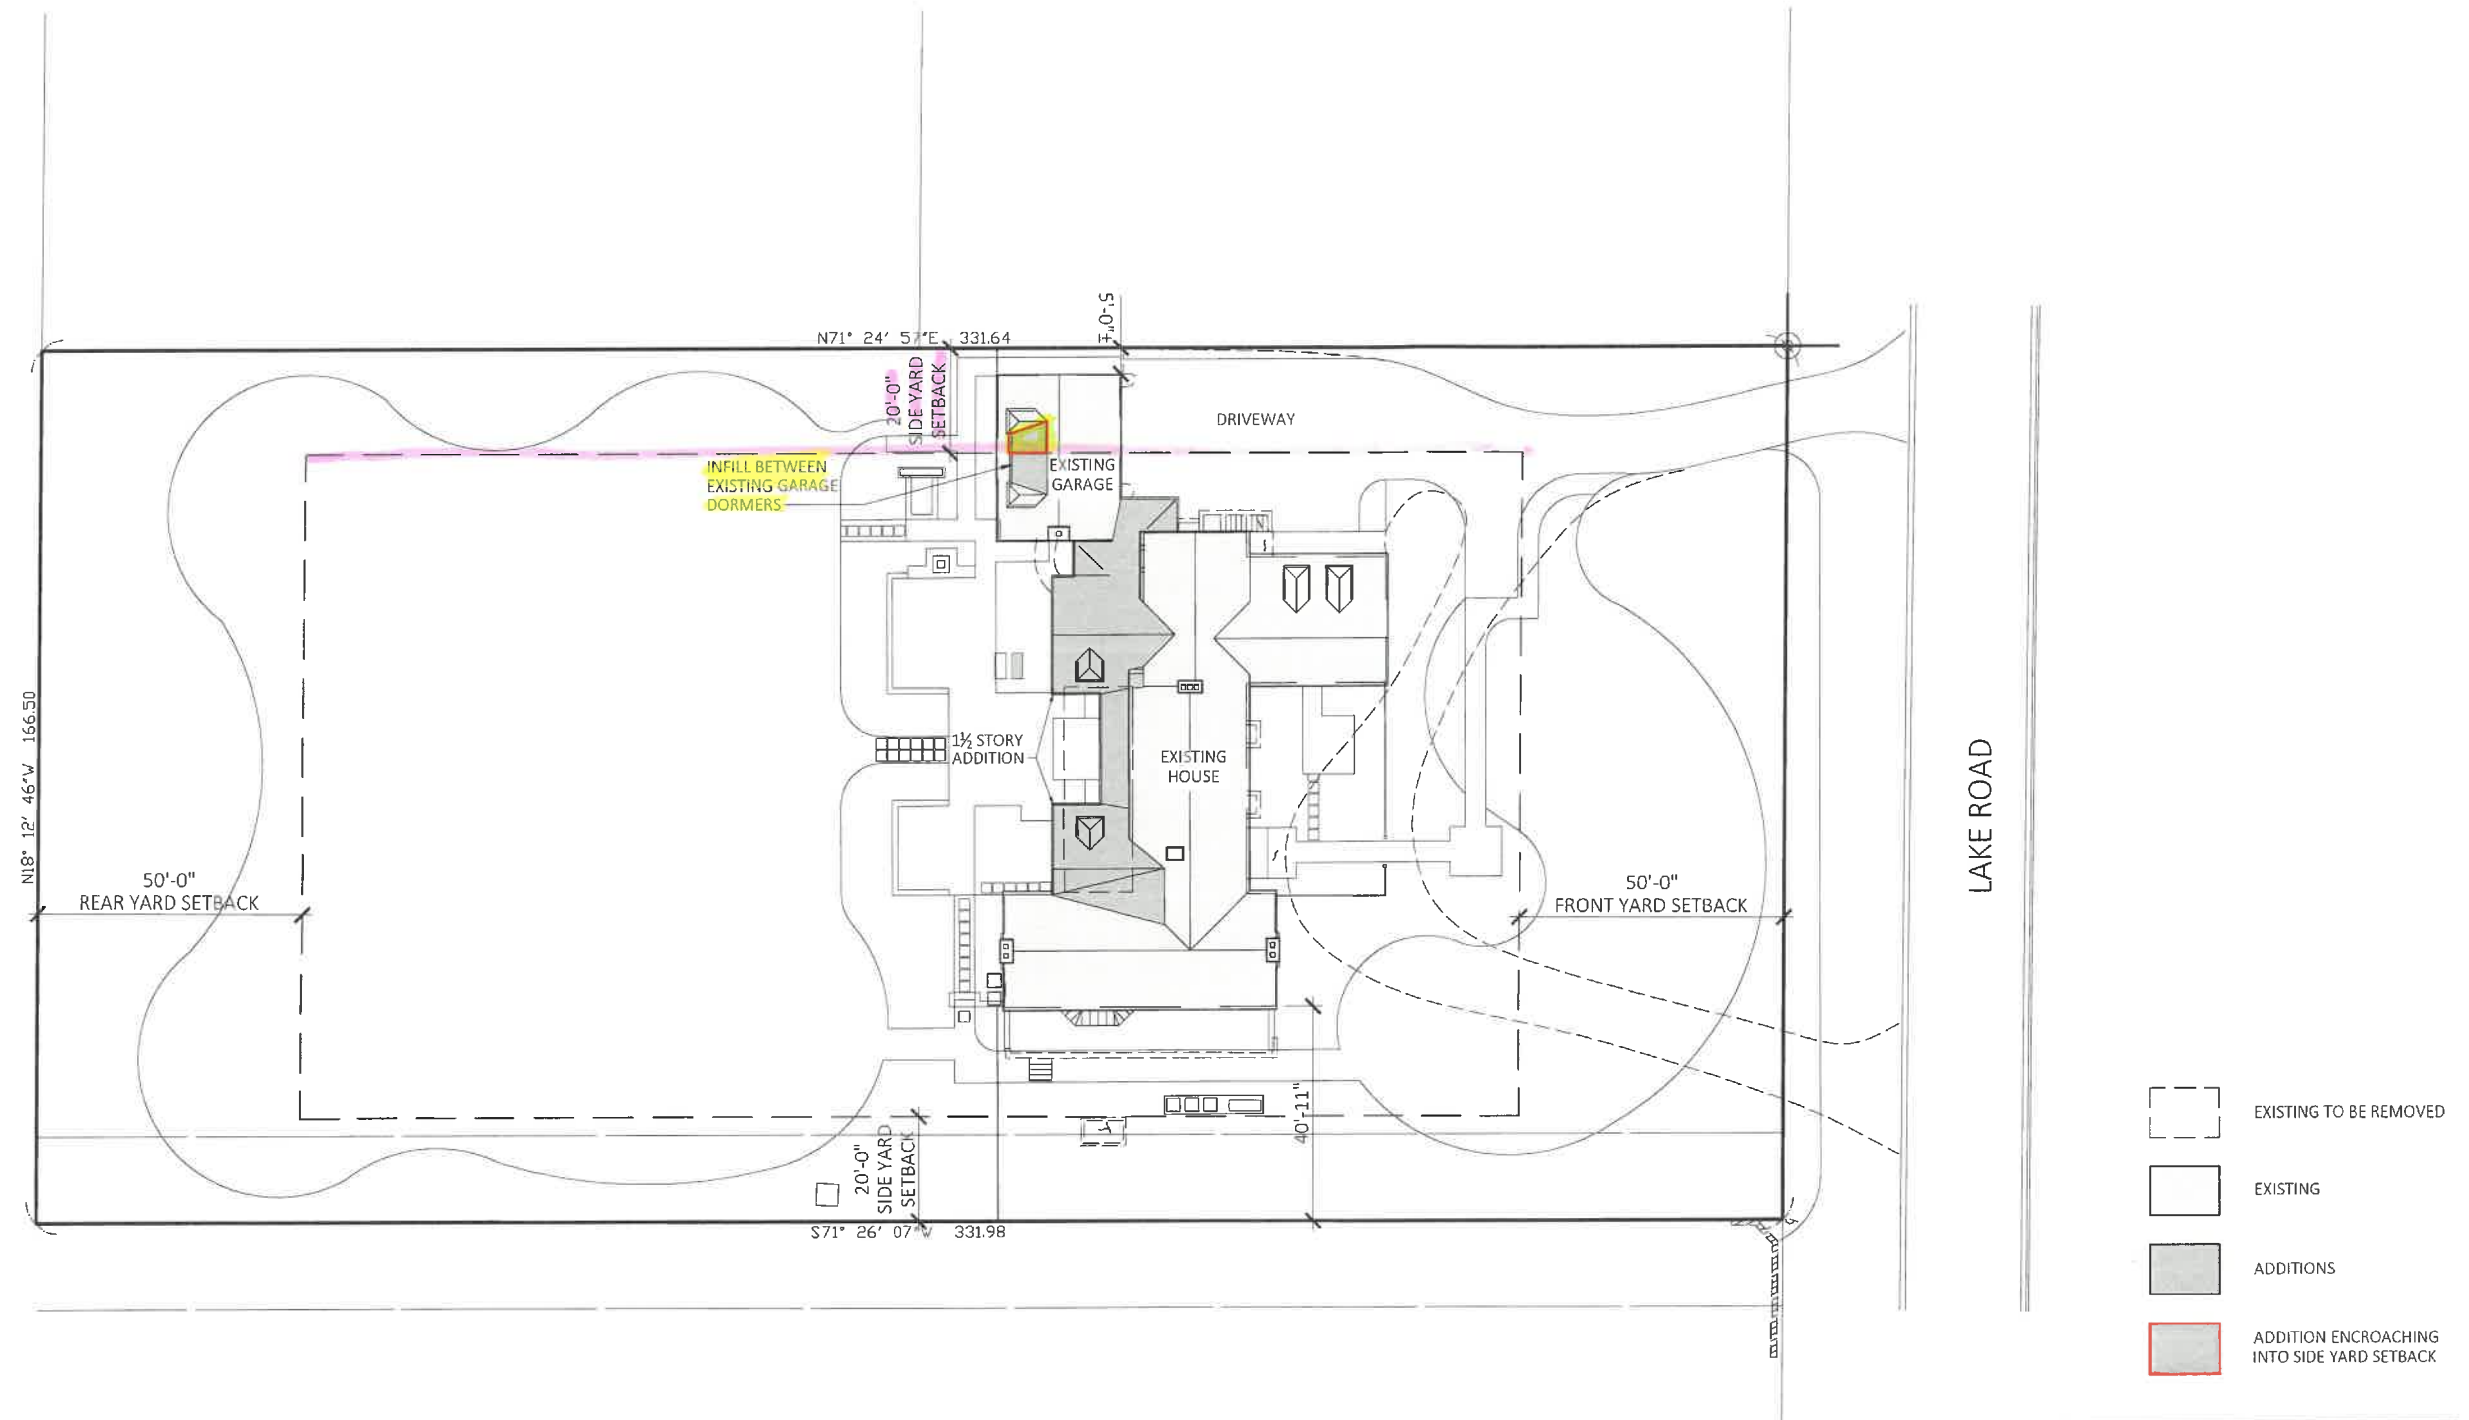 N71° 24' 57"E 331.64
5'-0"±
20'-0"
SIDE YARD
SETBACK
DRIVEWAY
INFILL BETWEEN
EXISTING GARAGE
DORMERS
EXISTING
GARAGE
N18° 12' 46"W 166.50
1½ STORY
ADDITION
EXISTING
HOUSE
LAKE ROAD
50'-0"
REAR YARD SETBACK
50'-0"
FRONT YARD SETBACK
40'-11"
20'-0"
SIDE YARD
SETBACK
S71° 26' 07"W 331.98
EXISTING TO BE REMOVED
EXISTING
ADDITIONS
ADDITION ENCROACHING
INTO SIDE YARD SETBACK